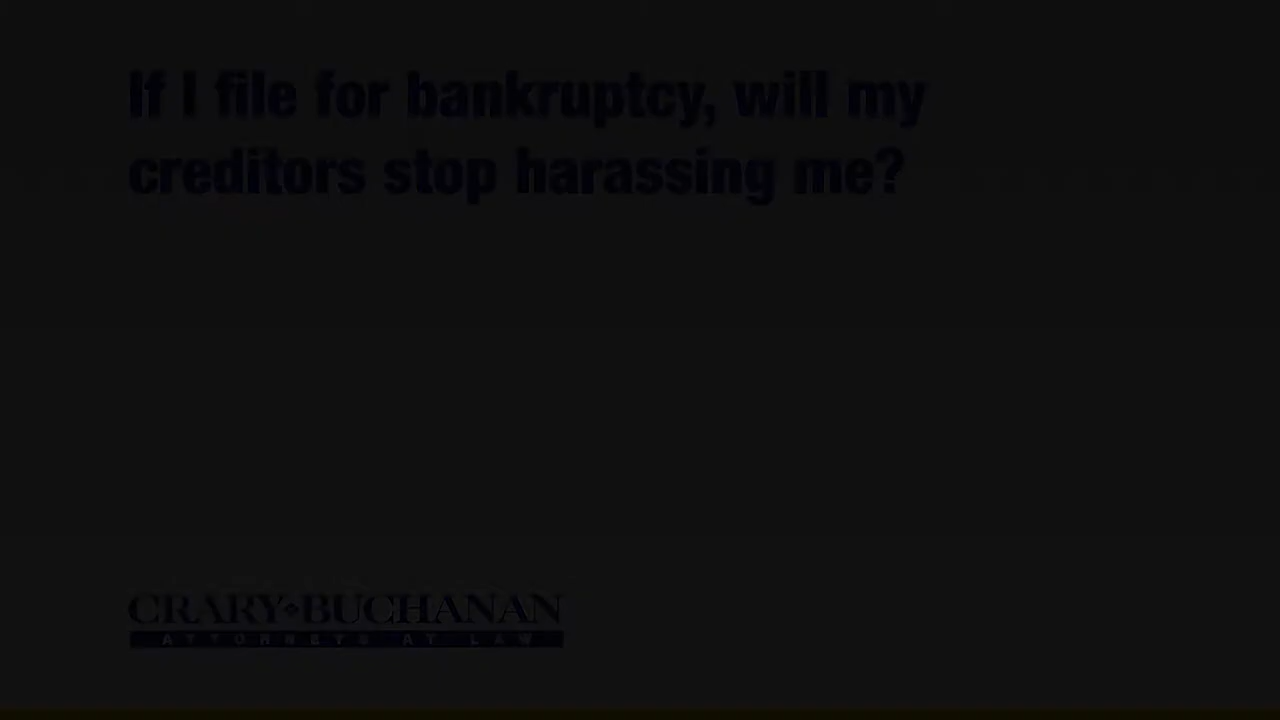 If I file for bankruptcy, will my
creditors stop harassing me?
CRARY◆BUCHANAN
ATTORNEYS AT LAW